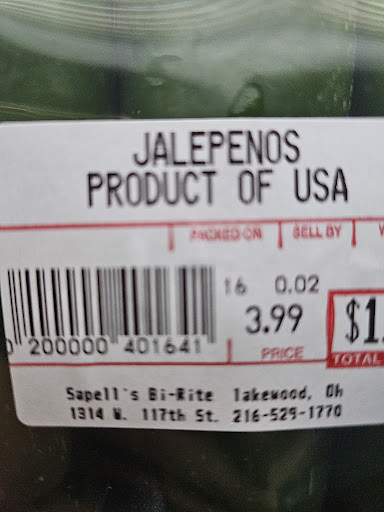 JALEPENOS
PRODUCT OF USA
PACKED ON SELL BY
16 0.02
3.99 $1.
PRICE TOTAL
0 200000 401641
Sapell's Bi-Rite lakewood, Oh
1314 W. 117th St. 216-529-1770